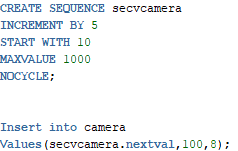 CREATE SEQUENCE secvcamera
INCREMENT BY 5
START WITH 10
MAXVALUE 1000
NOCYCLE;
Insert into camera
Values(secvcamera.nextval,100,8);